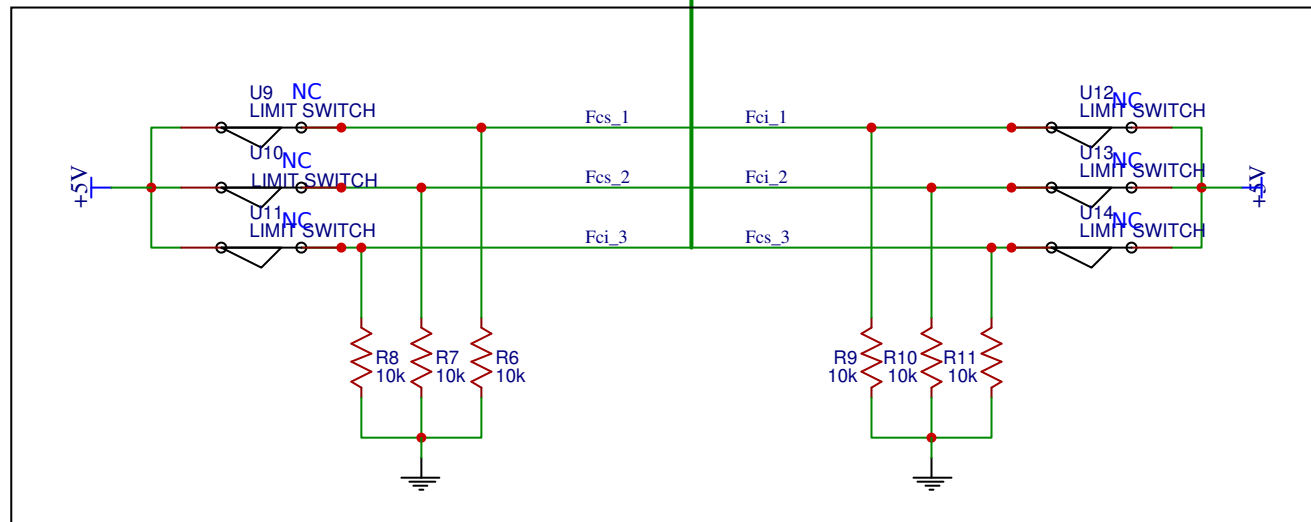 U9 NC
LIMIT SWITCH
U10 NC
LIMIT SWITCH
U11 NC
LIMIT SWITCH
+5V
Fcs_1
Fcs_2
Fci_3
Fci_1
Fci_2
Fcs_3
U12 NC
LIMIT SWITCH
U13 NC
LIMIT SWITCH
U14 NC
LIMIT SWITCH
+5V
R8
10k
R7
10k
R6
10k
R9
10k
R10
10k
R11
10k